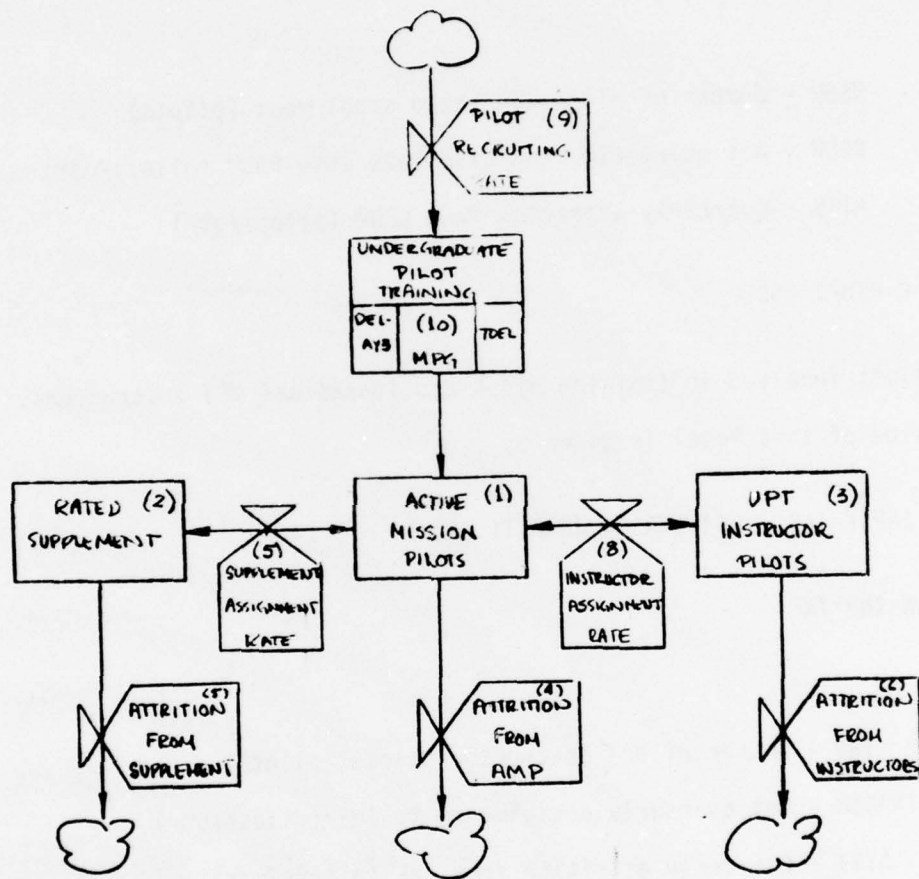 PILOT (9)
RECRUITING
RATE
UNDERGRADUATE
PILOT
TRAINING
DEL-
AYS
(10)
MPG
TDEL
RATED (2)
SUPPLEMENT
(5)
SUPPLEMENT
ASSIGNMENT
RATE
ACTIVE (1)
MISSION
PILOTS
(8)
INSTRUCTOR
ASSIGNMENT
RATE
UPT (3)
INSTRUCTOR
PILOTS
(5)
ATTRITION
FROM
SUPPLEMENT
(4)
ATTRITION
FROM
AMP
(6)
ATTRITION
FROM
INSTRUCTORS